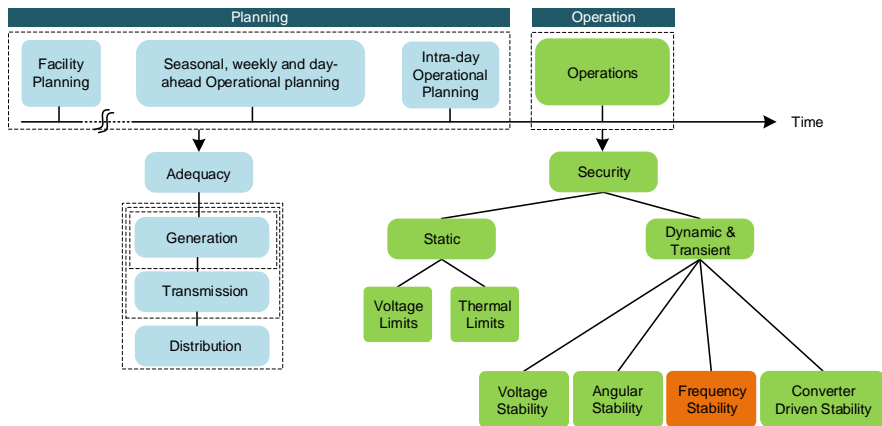 Planning
Operation
Facility
Planning
Seasonal, weekly and day-
ahead Operational planning
Intra-day
Operational
Planning
Operations
Time
Adequacy
Security
Generation
Static
Dynamic &
Transient
Transmission
Voltage
Limits
Thermal
Limits
Distribution
Voltage
Stability
Angular
Stability
Frequency
Stability
Converter
Driven Stability